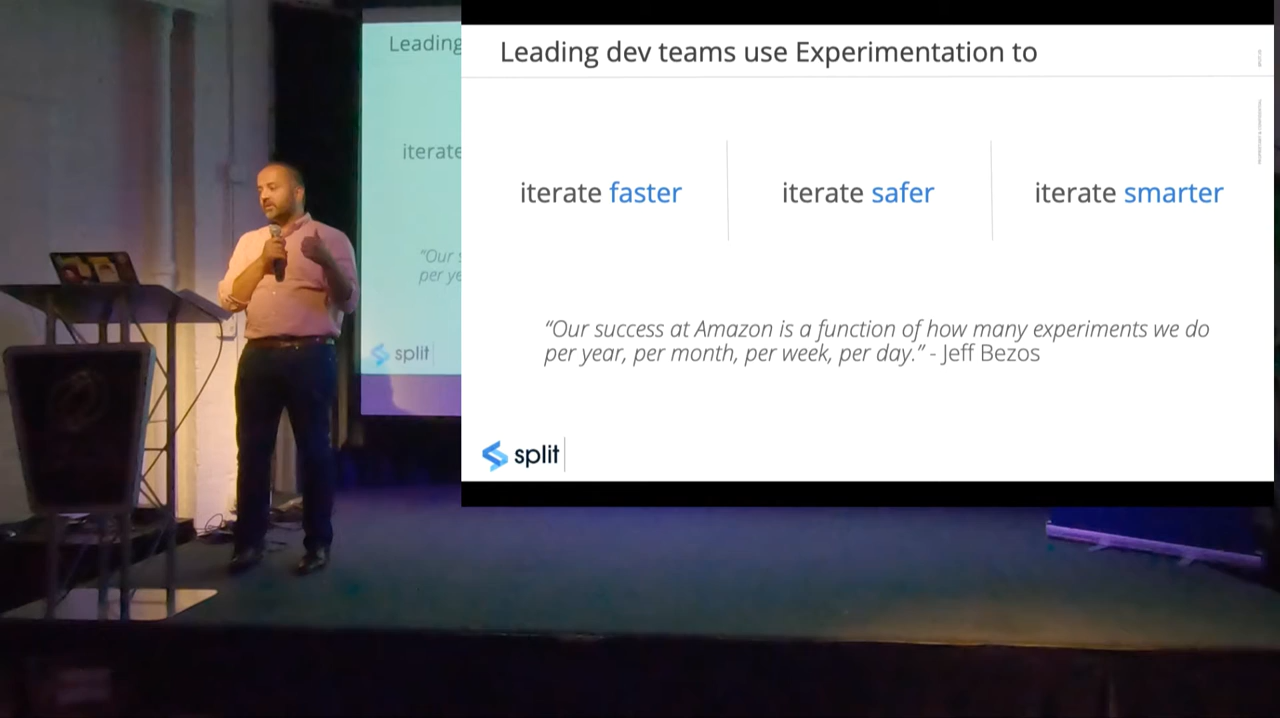 Leading
iterate
"Our
per ye
split
Leading dev teams use Experimentation to
iterate faster
iterate safer
iterate smarter
“Our success at Amazon is a function of how many experiments we do
per year, per month, per week, per day.” - Jeff Bezos
split